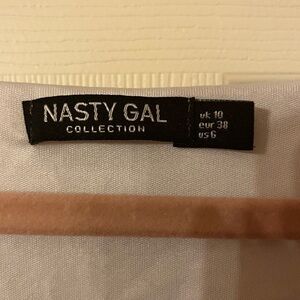 NASTY GAL
COLLECTION
uk 10
eur 38
us 6